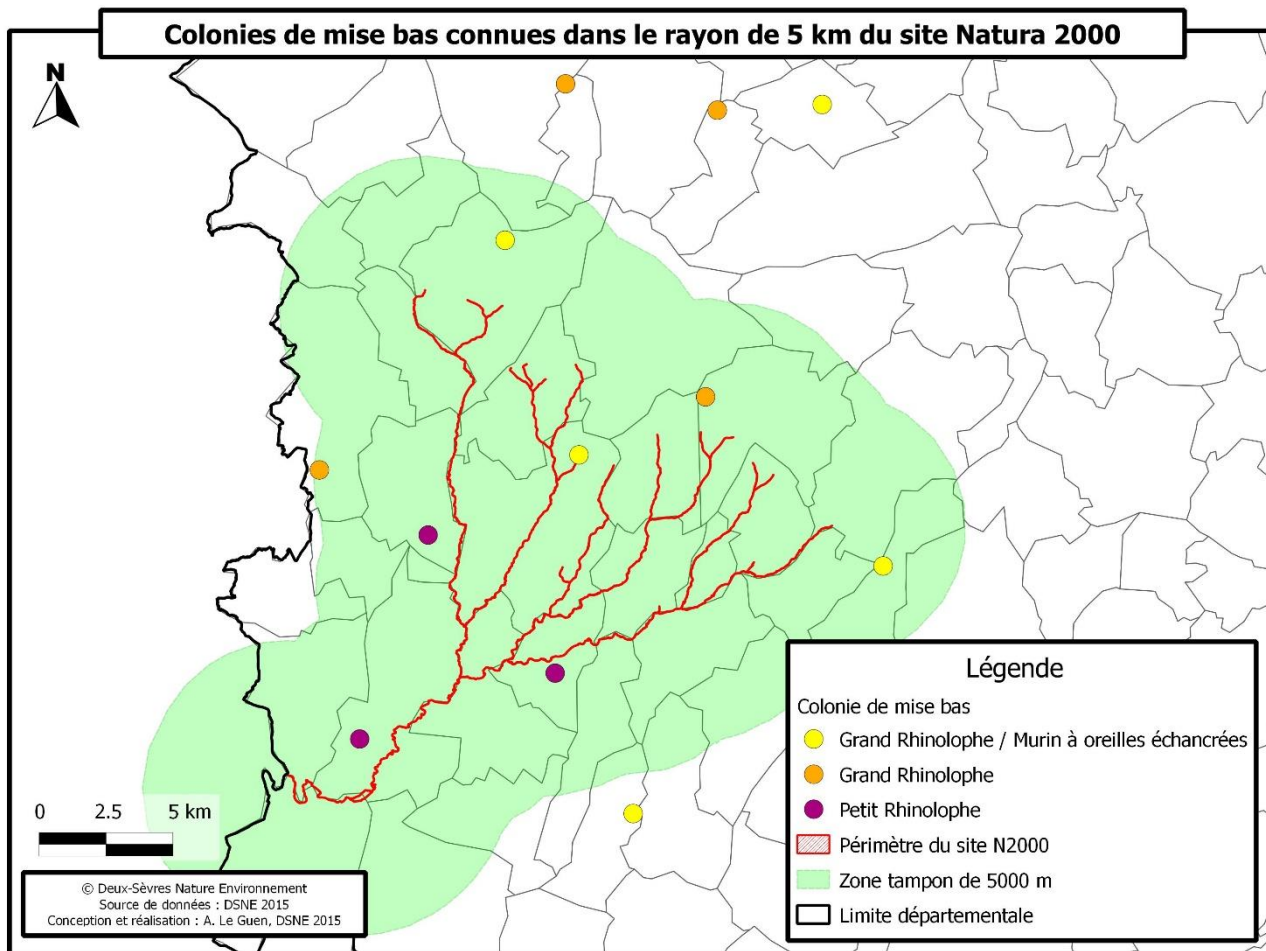 Colonies de mise bas connues dans le rayon de 5 km du site Natura 2000
N
0 2.5 5 km
© Deux-Sèvres Nature Environnement
Source de données : DSNE 2015
Conception et réalisation : A. Le Guen, DSNE 2015
Légende
Colonie de mise bas
Grand Rhinolophe / Murin à oreilles échancrées
Grand Rhinolophe
Petit Rhinolophe
Périmètre du site N2000
Zone tampon de 5000 m
Limite départementale